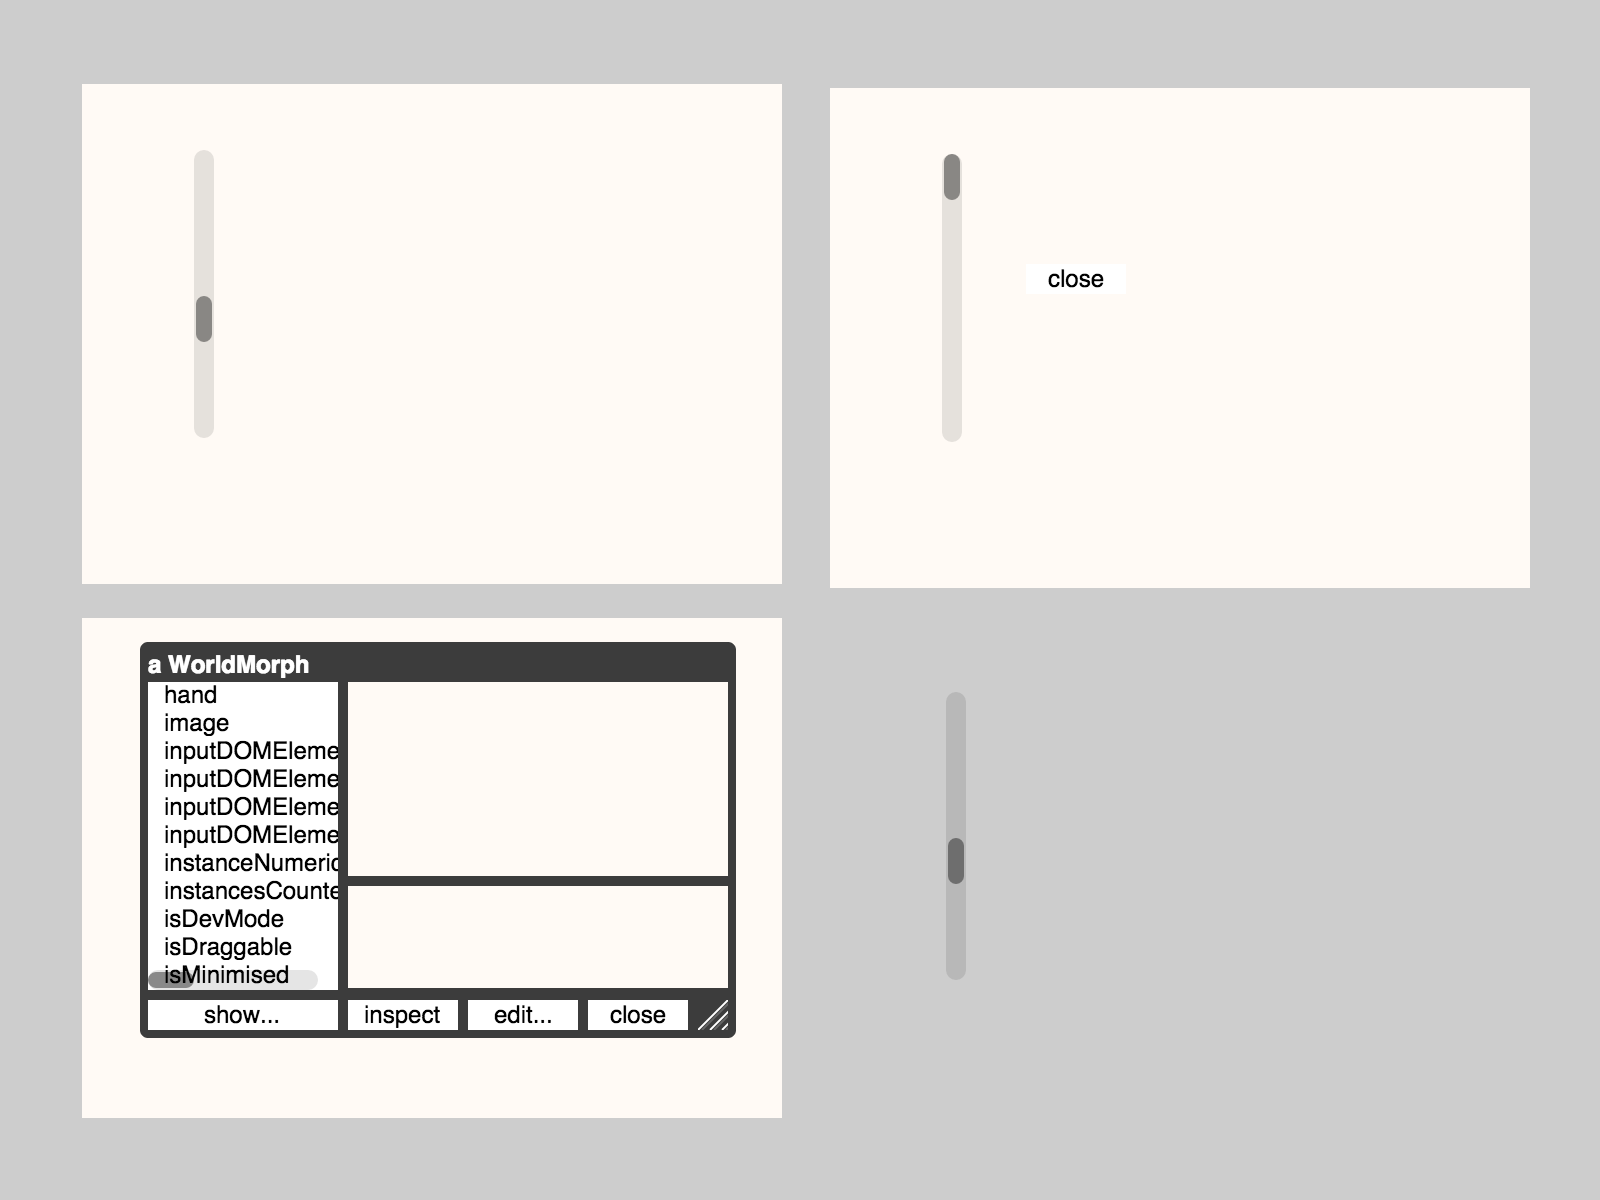 close
a WorldMorph
hand
image
inputDOMEleme
inputDOMEleme
inputDOMEleme
inputDOMEleme
instanceNumeric
instancesCounte
isDevMode
isDraggable
isMinimised
show... inspect edit... close